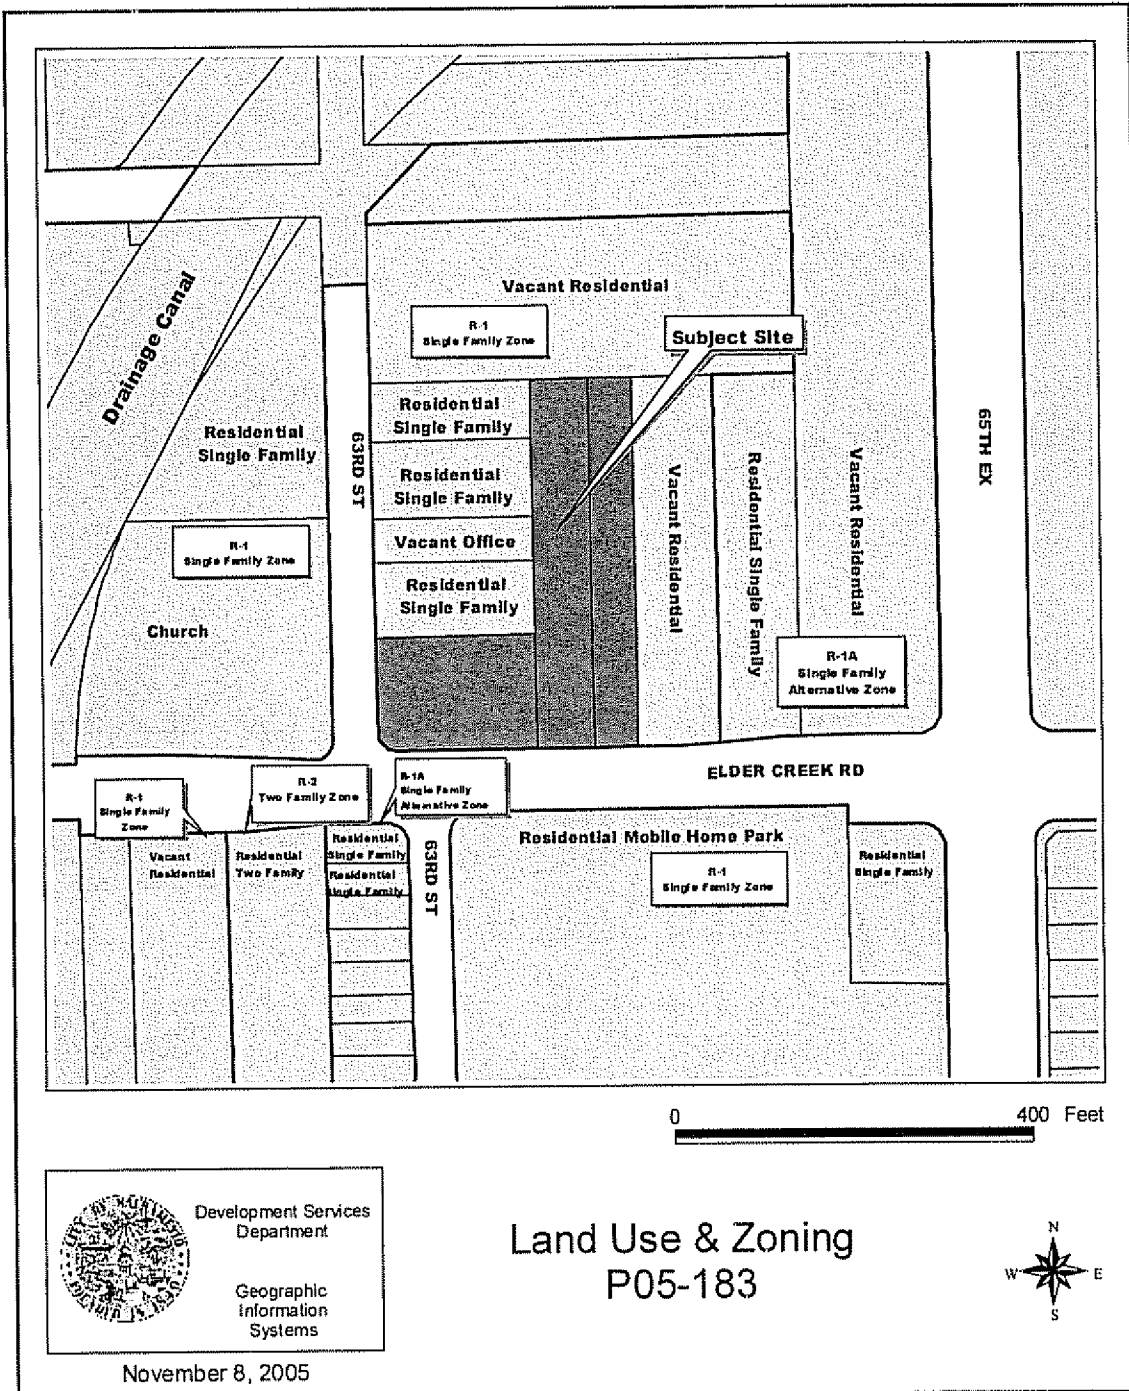 Vacant Residential
R-1
Single Family Zone
Subject Site
Drainage Canal
Residential
Single Family
63RD ST
Residential
Single Family
Residential
Single Family
Vacant Office
Residential
Single Family
Vacant Residential
Residential Single Family
Vacant Residential
65TH EX
R-1
Single Family Zone
Church
R-1A
Single Family
Alternative Zone
ELDER CREEK RD
R-1
Single Family
Zone
R-2
Two Family Zone
R-1A
Single Family
Alternative Zone
Vacant
Residential
Residential
Two Family
Residential
Single Family
Residential
Single Family
63RD ST
Residential Mobile Home Park
R-1
Single Family Zone
Residential
Single Family
0 400 Feet
Development Services
Department
Geographic
Information
Systems
Land Use & Zoning
P05-183
N
W E
S
November 8, 2005